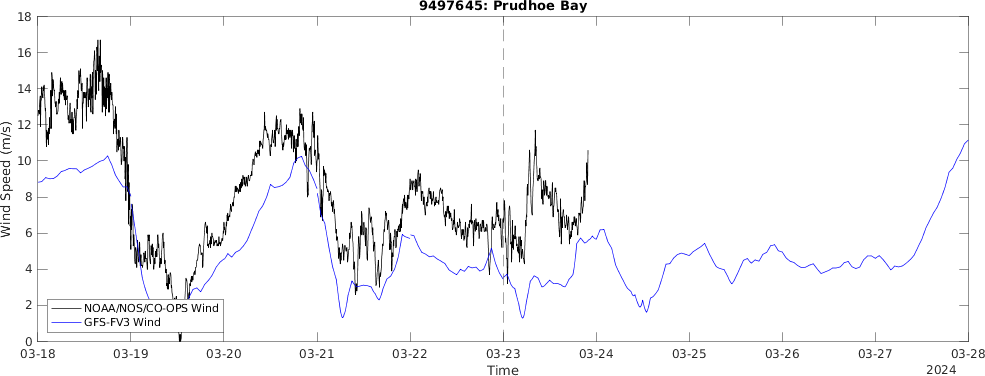 9497645: Prudhoe Bay
18
16
14
12
10
8
6
4
2
0
Wind Speed (m/s)
NOAA/NOS/CO-OPS Wind
GFS-FV3 Wind
03-18 03-19 03-20 03-21 03-22 03-23 03-24 03-25 03-26 03-27 03-28
Time
2024